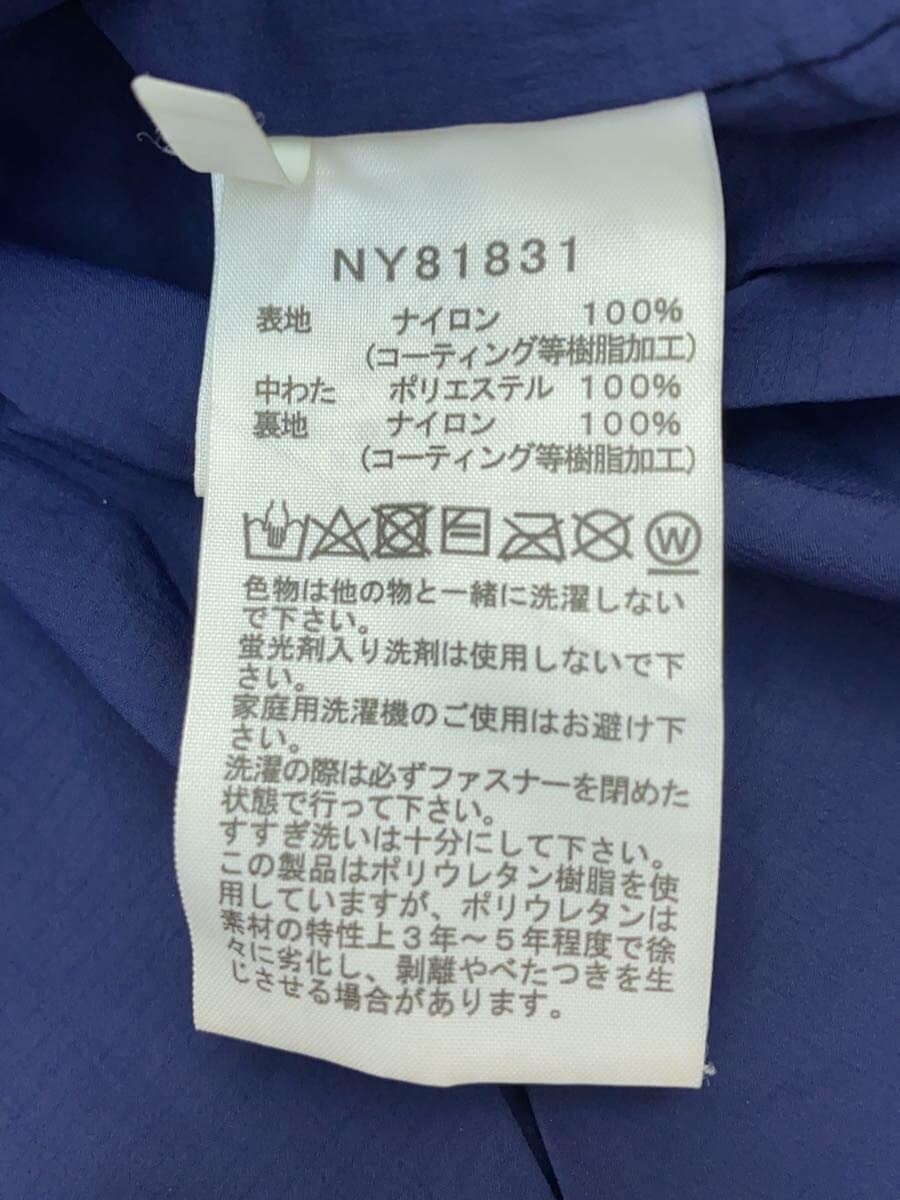 NY81831
表地 ナイロン 100%
(コーティング等樹脂加工)
中わた ポリエステル 100%
裏地 ナイロン 100%
(コーティング等樹脂加工)
W
色物は他の物と一緒に洗濯しない
で下さい。
蛍光剤入り洗剤は使用しないで下
さい。
家庭用洗濯機のご使用はお避け下
さい。
洗濯の際は必ずファスナーを閉めた
状態で行って下さい。
すすぎ洗いは十分にして下さい。
この製品はポリウレタン樹脂を使
用していますが、ポリウレタンは
素材の特性上3年～5年程度で徐
々に劣化し、剥離やべたつきを生
じさせる場合があります。